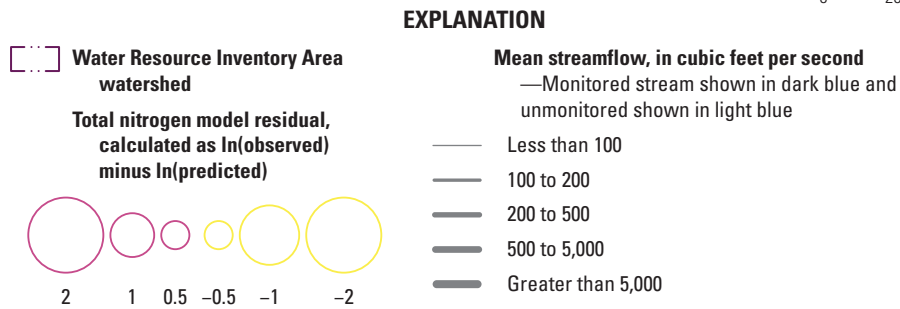 EXPLANATION
Water Resource Inventory Area
watershed
Total nitrogen model residual,
calculated as ln(observed)
minus ln(predicted)
2 1 0.5 −0.5 −1 −2
Mean streamflow, in cubic feet per second
—Monitored stream shown in dark blue and
unmonitored shown in light blue
Less than 100
100 to 200
200 to 500
500 to 5,000
Greater than 5,000